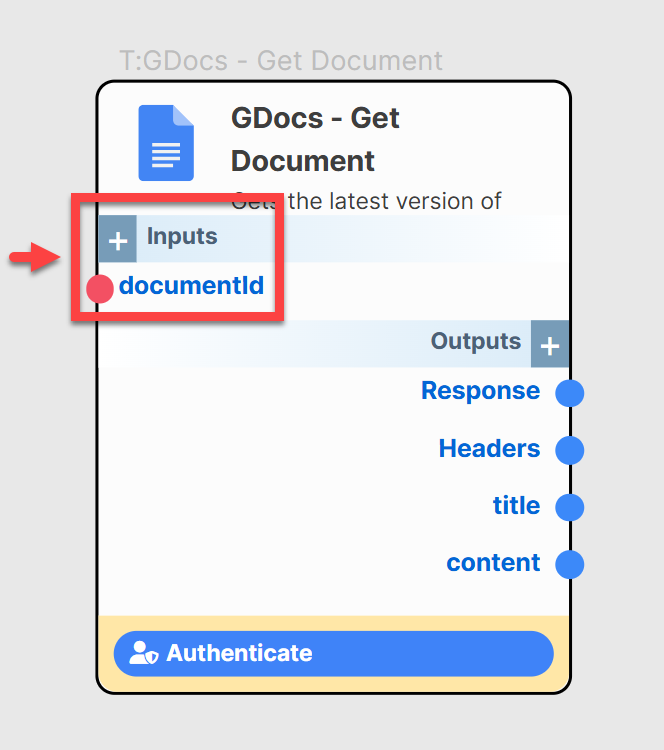 T:GDocs - Get Document
GDocs - Get
Document
Gets the latest version of
Inputs
documentId
Outputs
Response
Headers
title
content
Authenticate